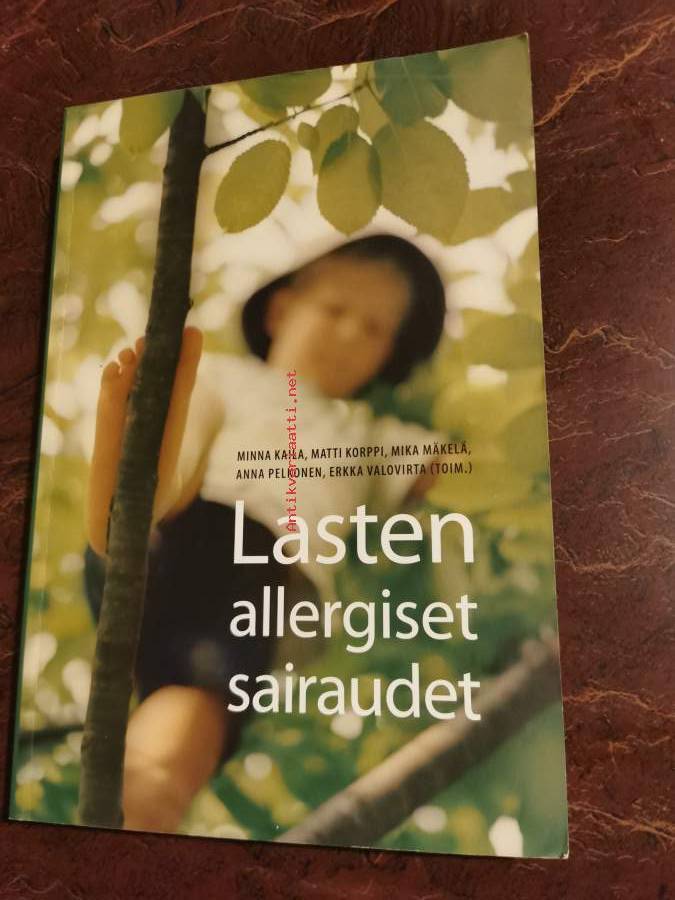 MINNA KAILA, MATTI KORPPI, MIKA MÄKELÄ,
ANNA PELKONEN, ERKKA VALOVIRTA (TOIM.)
Lasten
allergiset
sairaudet
Antikvariaatti.net